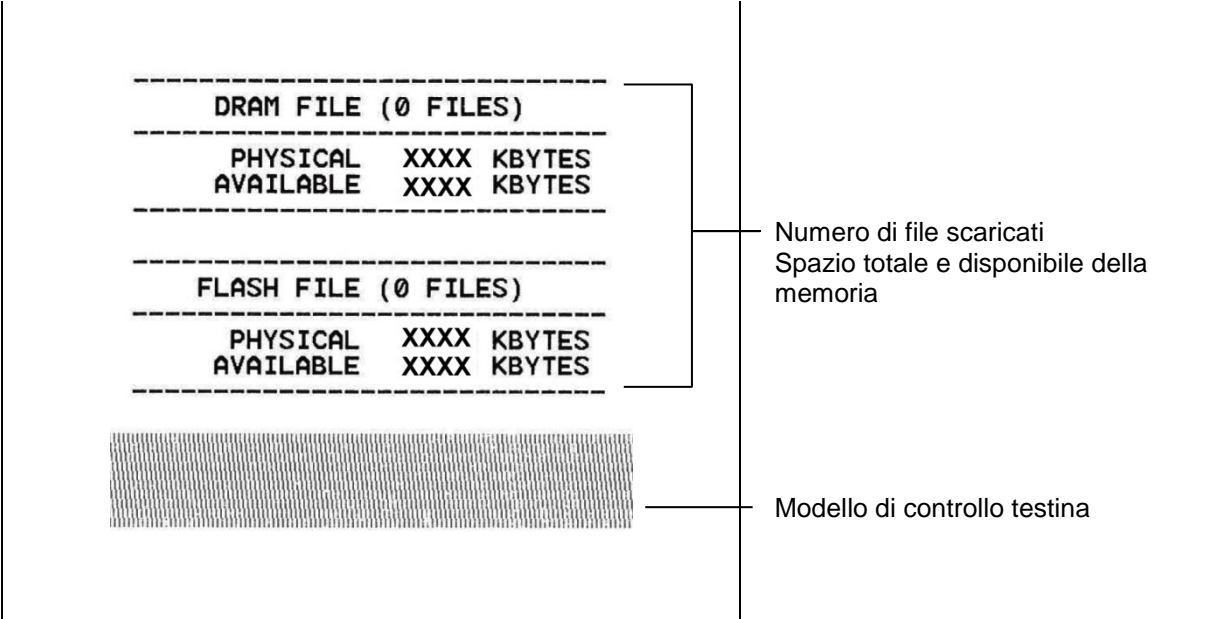 DRAM FILE (0 FILES)
PHYSICAL XXXX KBYTES
AVAILABLE XXXX KBYTES
FLASH FILE (0 FILES)
PHYSICAL XXXX KBYTES
AVAILABLE XXXX KBYTES
Numero di file scaricati
Spazio totale e disponibile della
memoria
Modello di controllo testina